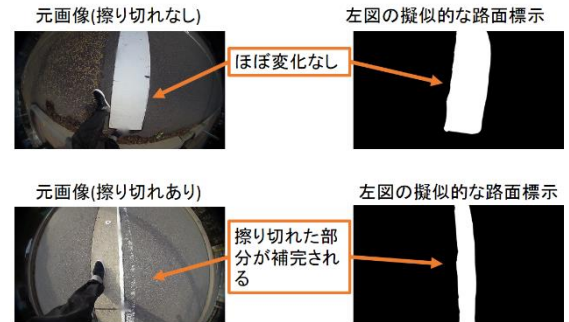 元画像(擦り切れなし)
左図の擬似的な路面標示
ほぼ変化なし
元画像(擦り切れあり)
左図の擬似的な路面標示
擦り切れた部
分が補完され
る